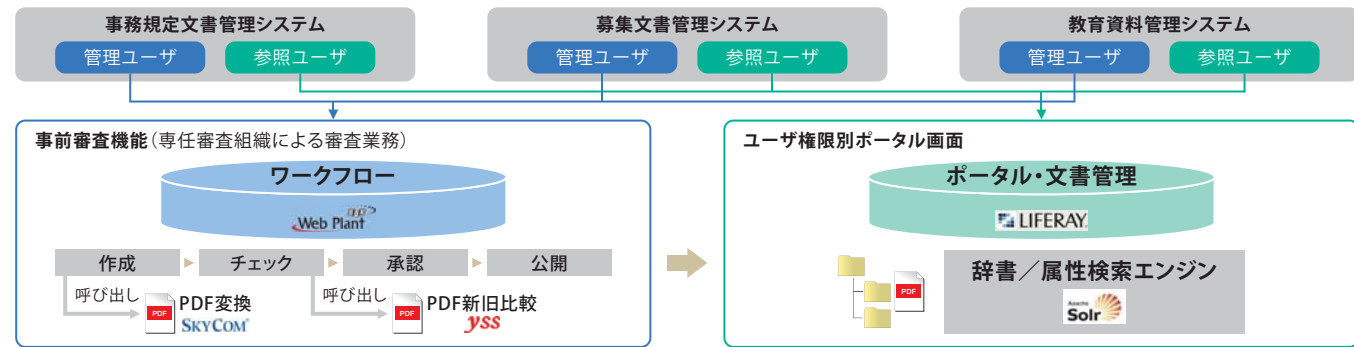 事務規定文書管理システム
管理ユーザ
参照ユーザ
募集文書管理システム
管理ユーザ
参照ユーザ
教育資料管理システム
管理ユーザ
参照ユーザ
事前審査機能（専任審査組織による審査業務）
ワークフロー
Web Plant
作成
チェック
承認
公開
呼び出し
PDF
PDF変換
SKYCOM®
呼び出し
PDF
PDF新旧比較
yss
ユーザ権限別ポータル画面
ポータル・文書管理
LIFERAY.
PDF
辞書／属性検索エンジン
Apache
Solr